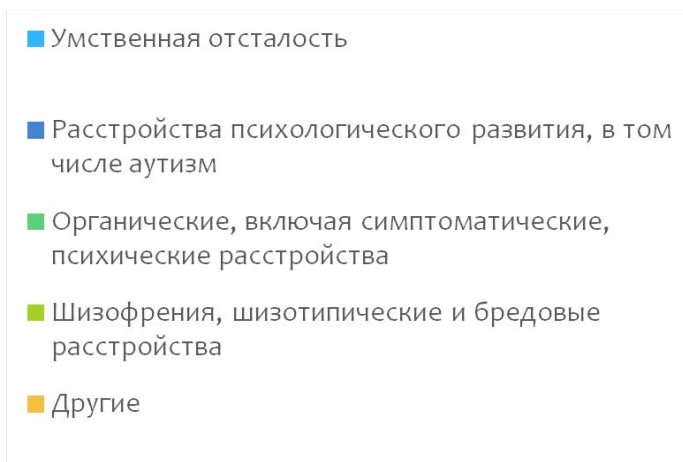 Умственная отсталость
Расстройства психологического развития, в том
числе аутизм
Органические, включая симптоматические,
психические расстройства
Шизофрения, шизотипические и бредовые
расстройства
Другие